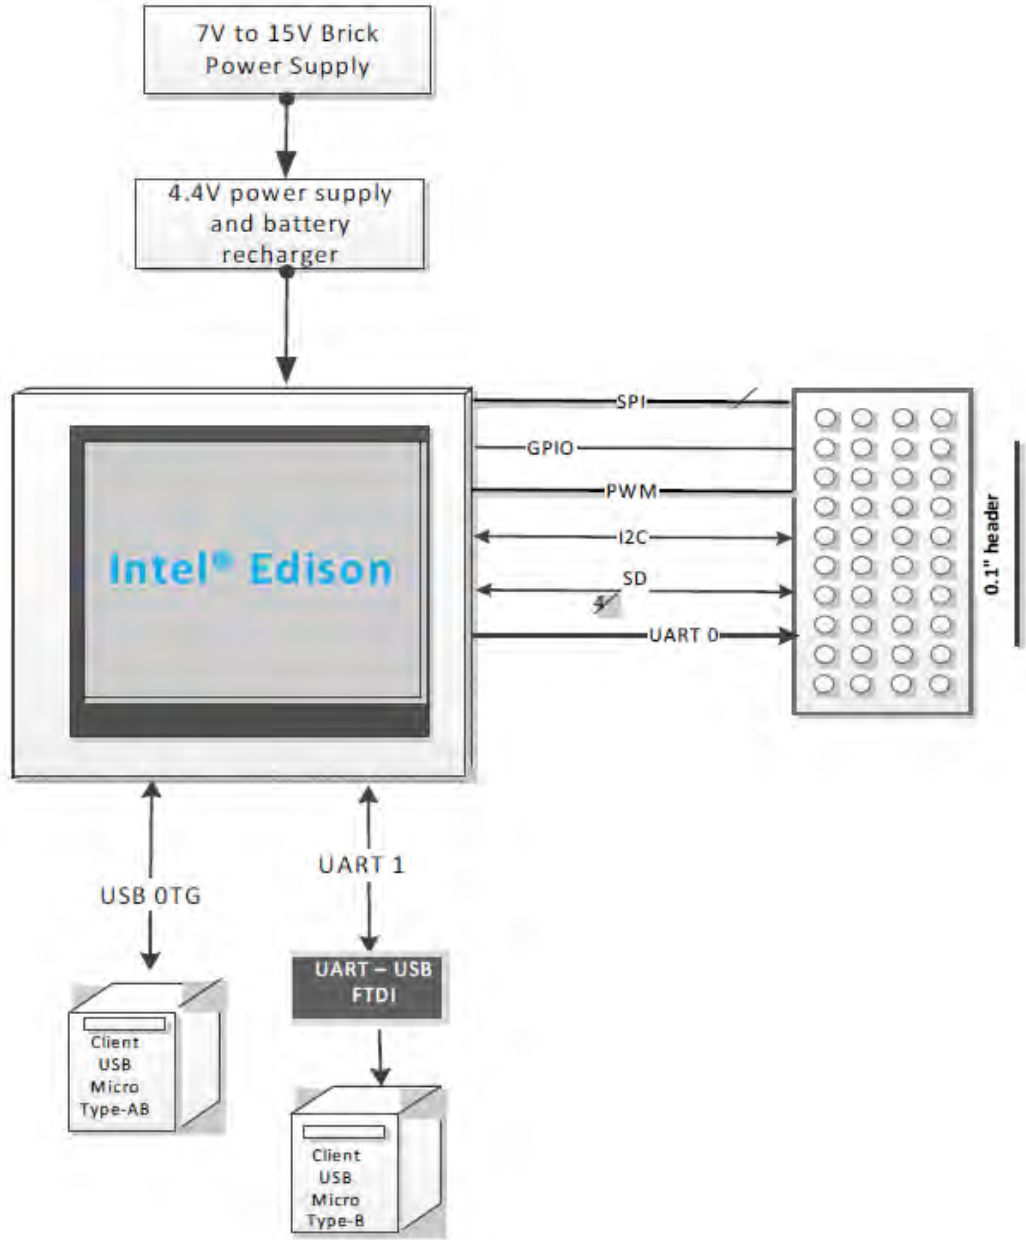 7V to 15V Brick
Power Supply
4.4V power supply
and battery
recharger
Intel® Edison
SPI
GPIO
PWM
I2C
SD
4
UART 0
0.1" header
USB OTG
UART 1
UART – USB
FTDI
Client
USB
Micro
Type-AB
Client
USB
Micro
Type-B